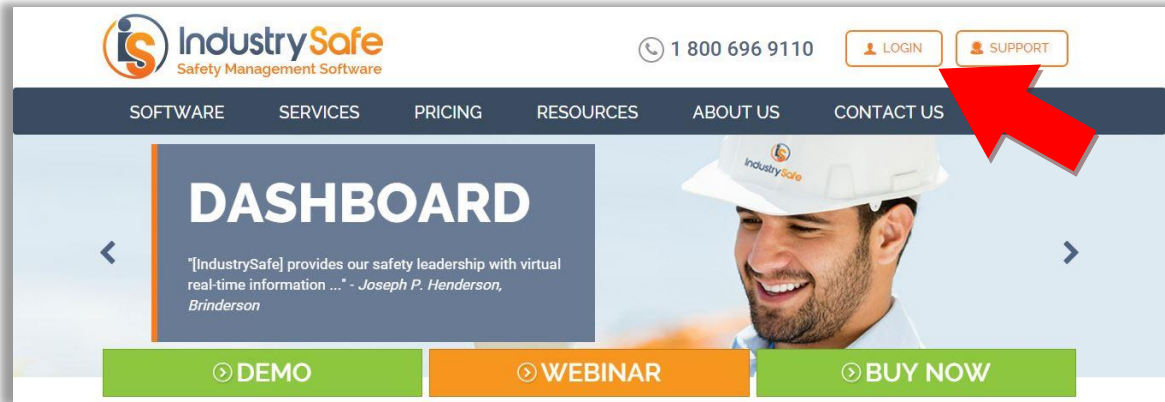 IndustrySafe
Safety Management Software
1 800 696 9110
LOGIN
SUPPORT
SOFTWARE SERVICES PRICING RESOURCES ABOUT US CONTACT US
IndustrySafe
DASHBOARD
"[IndustrySafe] provides our safety leadership with virtual
real-time information ..." - Joseph P. Henderson,
Brinderson
DEMO
WEBINAR
BUY NOW